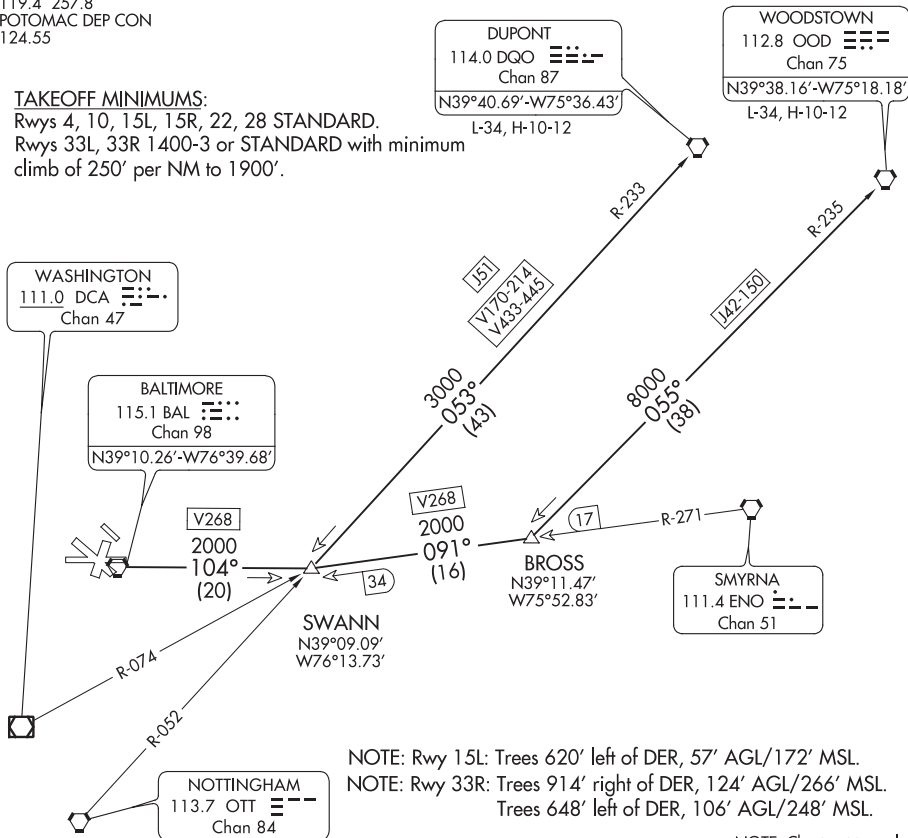 119.4 257.8
POTOMAC DEP CON
124.55
TAKEOFF MINIMUMS:
Rwys 4, 10, 15L, 15R, 22, 28 STANDARD.
Rwys 33L, 33R 1400-3 or STANDARD with minimum
climb of 250′ per NM to 1900′.
DUPONT
114.0 DQO
Chan 87
N39°40.69′-W75°36.43′
L-34, H-10-12
WOODSTOWN
112.8 OOD
Chan 75
N39°38.16′-W75°18.18′
L-34, H-10-12
R-233
R-235
J51
V170-214
V433-445
J42-150
3000
053°
(43)
8000
055°
(38)
WASHINGTON
111.0 DCA
Chan 47
BALTIMORE
115.1 BAL
Chan 98
N39°10.26′-W76°39.68′
V268
2000
104°
(20)
V268
2000
091°
(16)
17
R-271
34
SWANN
N39°09.09′
W76°13.73′
BROSS
N39°11.47′
W75°52.83′
SMYRNA
111.4 ENO
Chan 51
R-074
R-052
NOTTINGHAM
113.7 OTT
Chan 84
NOTE: Rwy 15L: Trees 620′ left of DER, 57′ AGL/172′ MSL.
NOTE: Rwy 33R: Trees 914′ right of DER, 124′ AGL/266′ MSL.
Trees 648′ left of DER, 106′ AGL/248′ MSL.